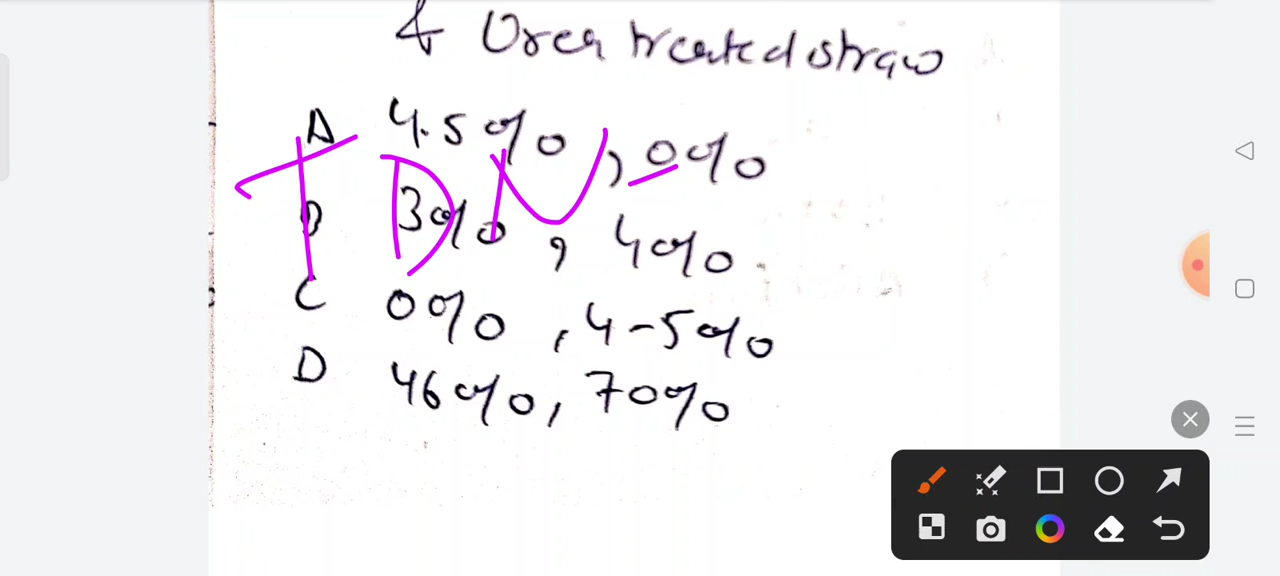 & Urea treated straw
A 4.5%, 0%
B 3%, 4%
C 0%, 4-5%
D 46%, 70%
TDN